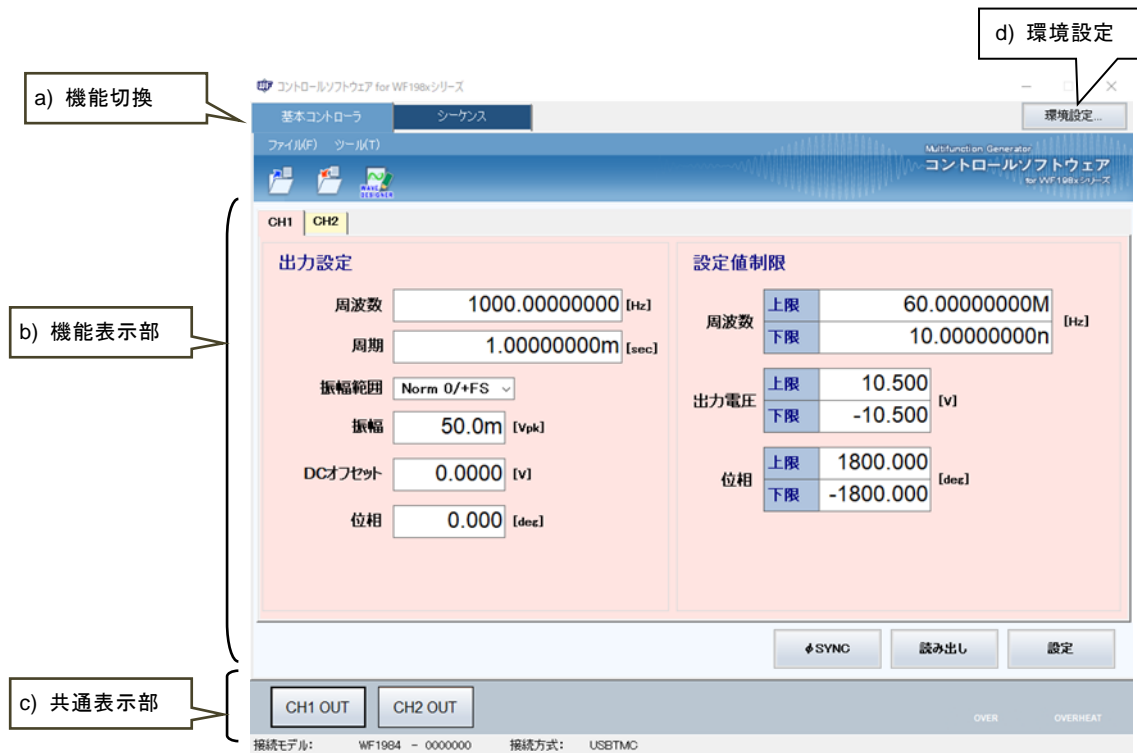 d) 環境設定
a) 機能切換
コントロールソフトウェア for WF198xシリーズ
基本コントローラ シーケンス 環境設定...
ファイル(F) ツール(T)
Multifunction Generator
コントロールソフトウェア
for WF198xシリーズ
WAVE
DESIGNER
b) 機能表示部
CH1 CH2
出力設定
周波数 1000.00000000 [Hz]
周期 1.00000000m [sec]
振幅範囲 Norm 0/+FS
振幅 50.0m [Vpk]
DCオフセット 0.0000 [V]
位相 0.000 [deg]
設定値制限
周波数 上限 60.00000000M [Hz]
下限 10.00000000n
出力電圧 上限 10.500 [V]
下限 -10.500
位相 上限 1800.000 [deg]
下限 -1800.000
φSYNC 読み出し 設定
c) 共通表示部
CH1 OUT CH2 OUT
OVER OVERHEAT
接続モデル: WF1984 - 0000000 接続方式: USBTMC